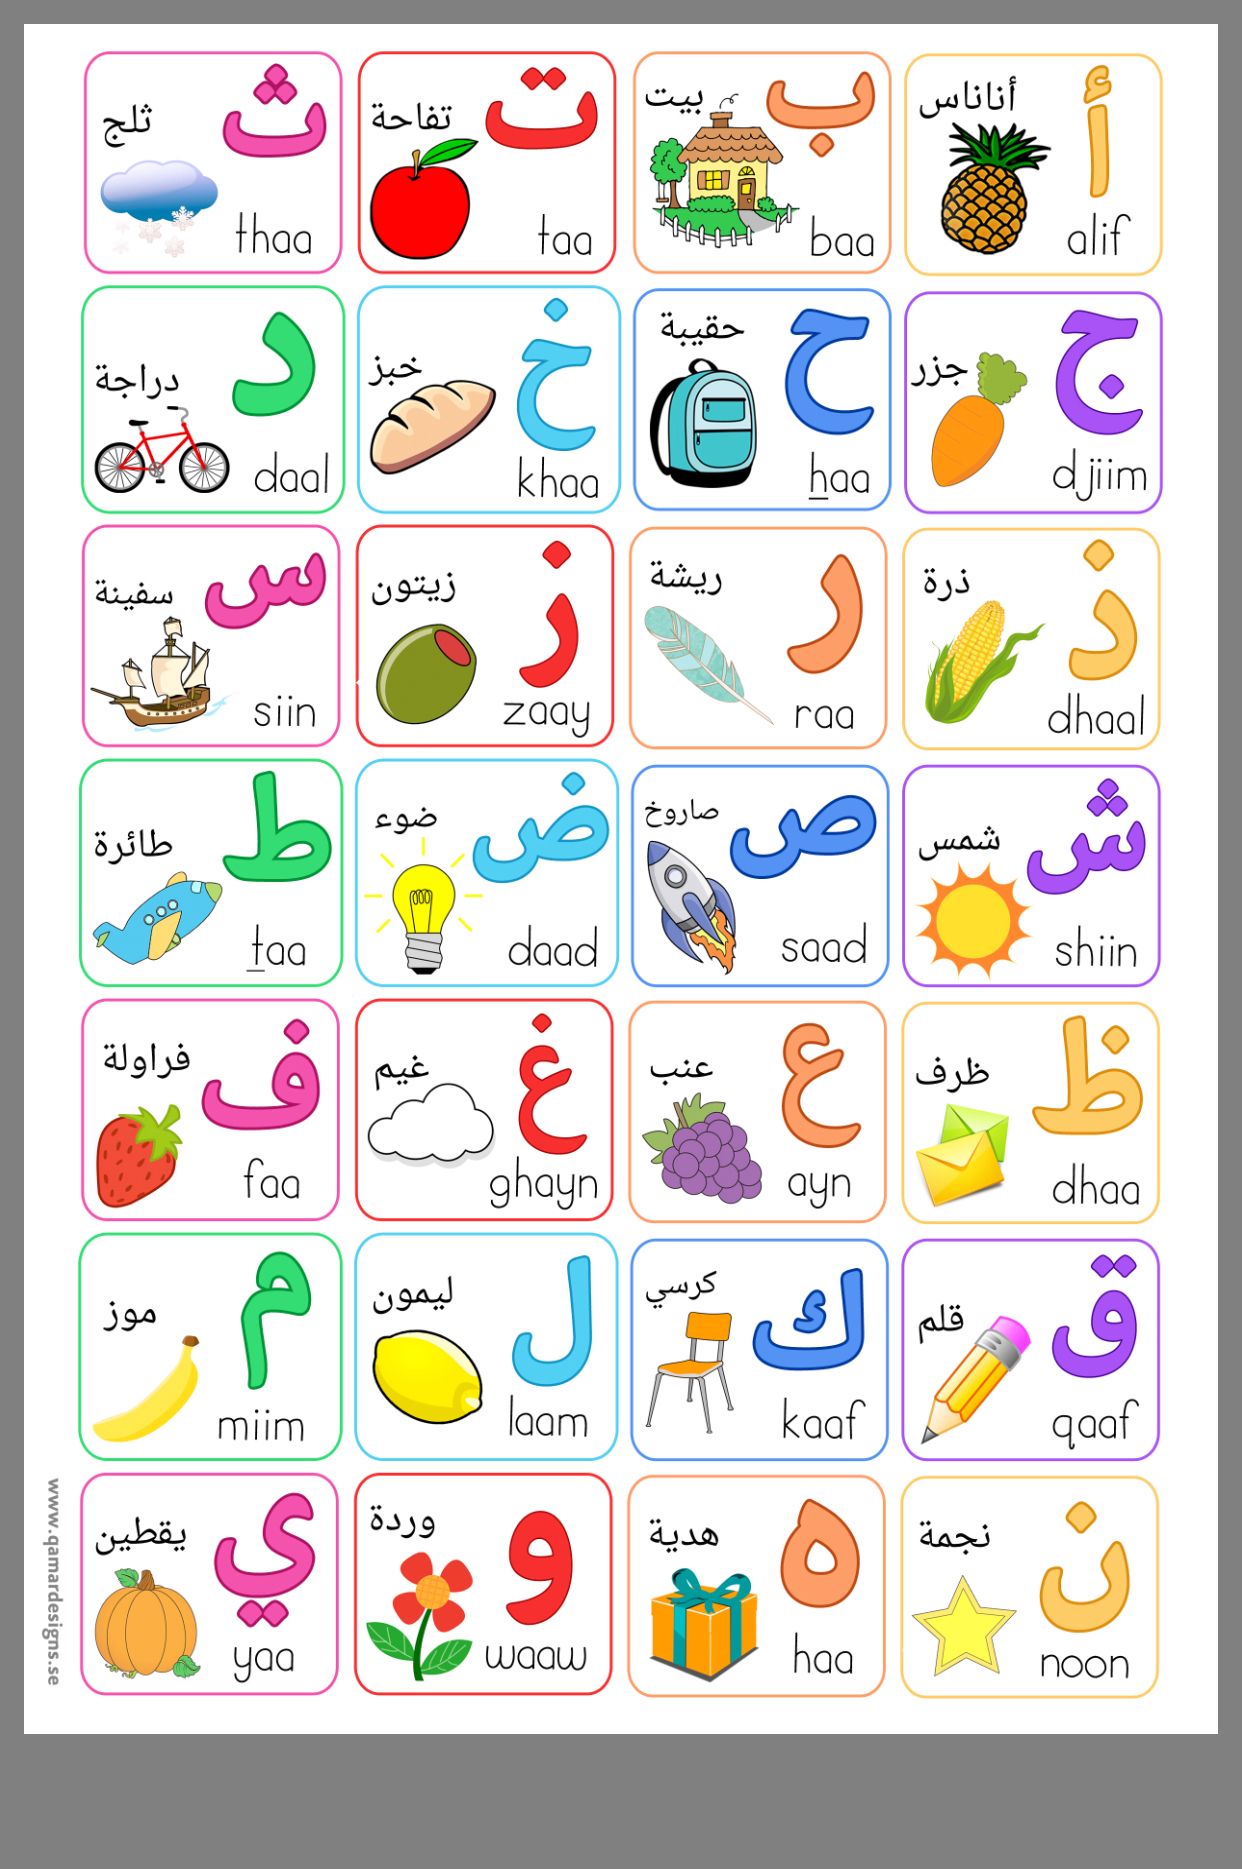 أ
أناناس
alif
ب
بيت
baa
ت
تفاحة
taa
ث
ثلج
thaa
ج
جزر
djiim
ح
حقيبة
haa
خ
خبز
khaa
د
دراجة
daal
ذ
ذرة
dhaal
ر
ريشة
raa
ز
زيتون
zaay
س
سفينة
siin
ش
شمس
shiin
ص
صاروخ
saad
ض
ضوء
daad
ط
طائرة
taa
ظ
ظرف
dhaa
ع
عنب
ayn
غ
غيم
ghayn
ف
فراولة
faa
ق
قلم
qaaf
ك
كرسي
kaaf
ل
ليمون
laam
م
موز
miim
ن
نجمة
noon
ه
هدية
haa
و
وردة
waaw
ي
يقطين
yaa
www.qamardesigns.se